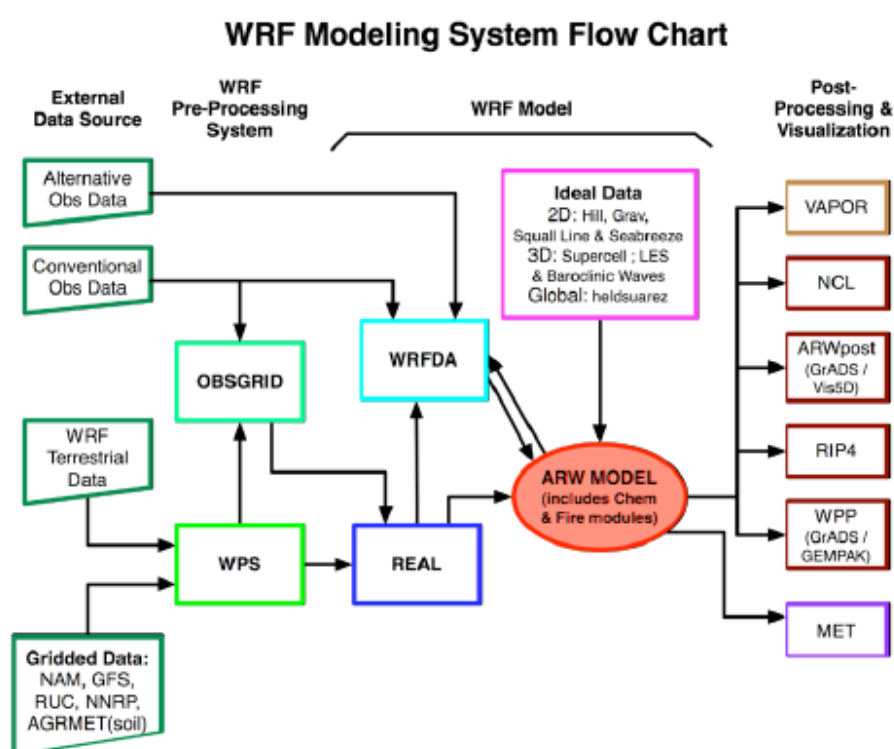 WRF Modeling System Flow Chart
External
Data Source
WRF
Pre-Processing
System
WRF Model
Post-
Processing &
Visualization
Alternative
Obs Data
Conventional
Obs Data
WRF
Terrestrial
Data
Gridded Data:
NAM, GFS,
RUC, NNRP,
AGRMET(soil)
OBSGRID
WPS
WRFDA
REAL
Ideal Data
2D: Hill, Grav,
Squall Line & Seabreeze
3D: Supercell ; LES
& Baroclinic Waves
Global: heldsuarez
ARW MODEL
(includes Chem
& Fire modules)
VAPOR
NCL
ARWpost
(GrADS /
Vis5D)
RIP4
WPP
(GrADS /
GEMPAK)
MET